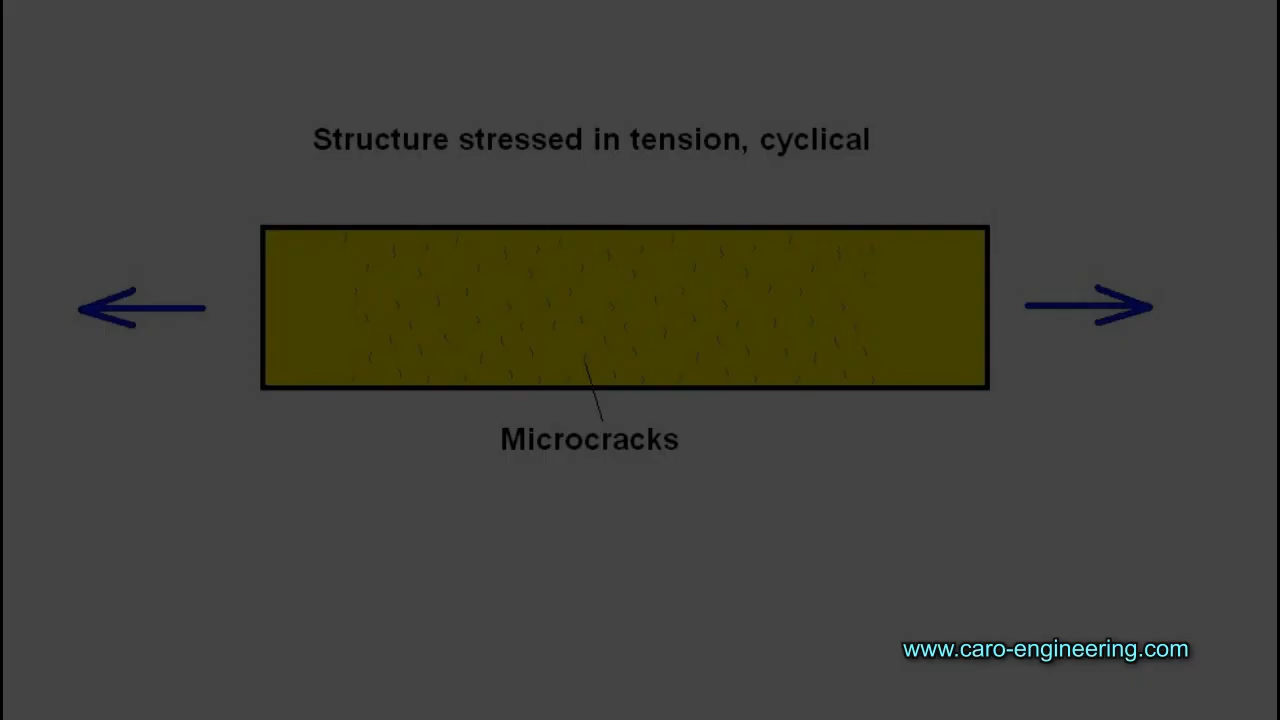 Structure stressed in tension, cyclical
Microcracks
www.caro-engineering.com